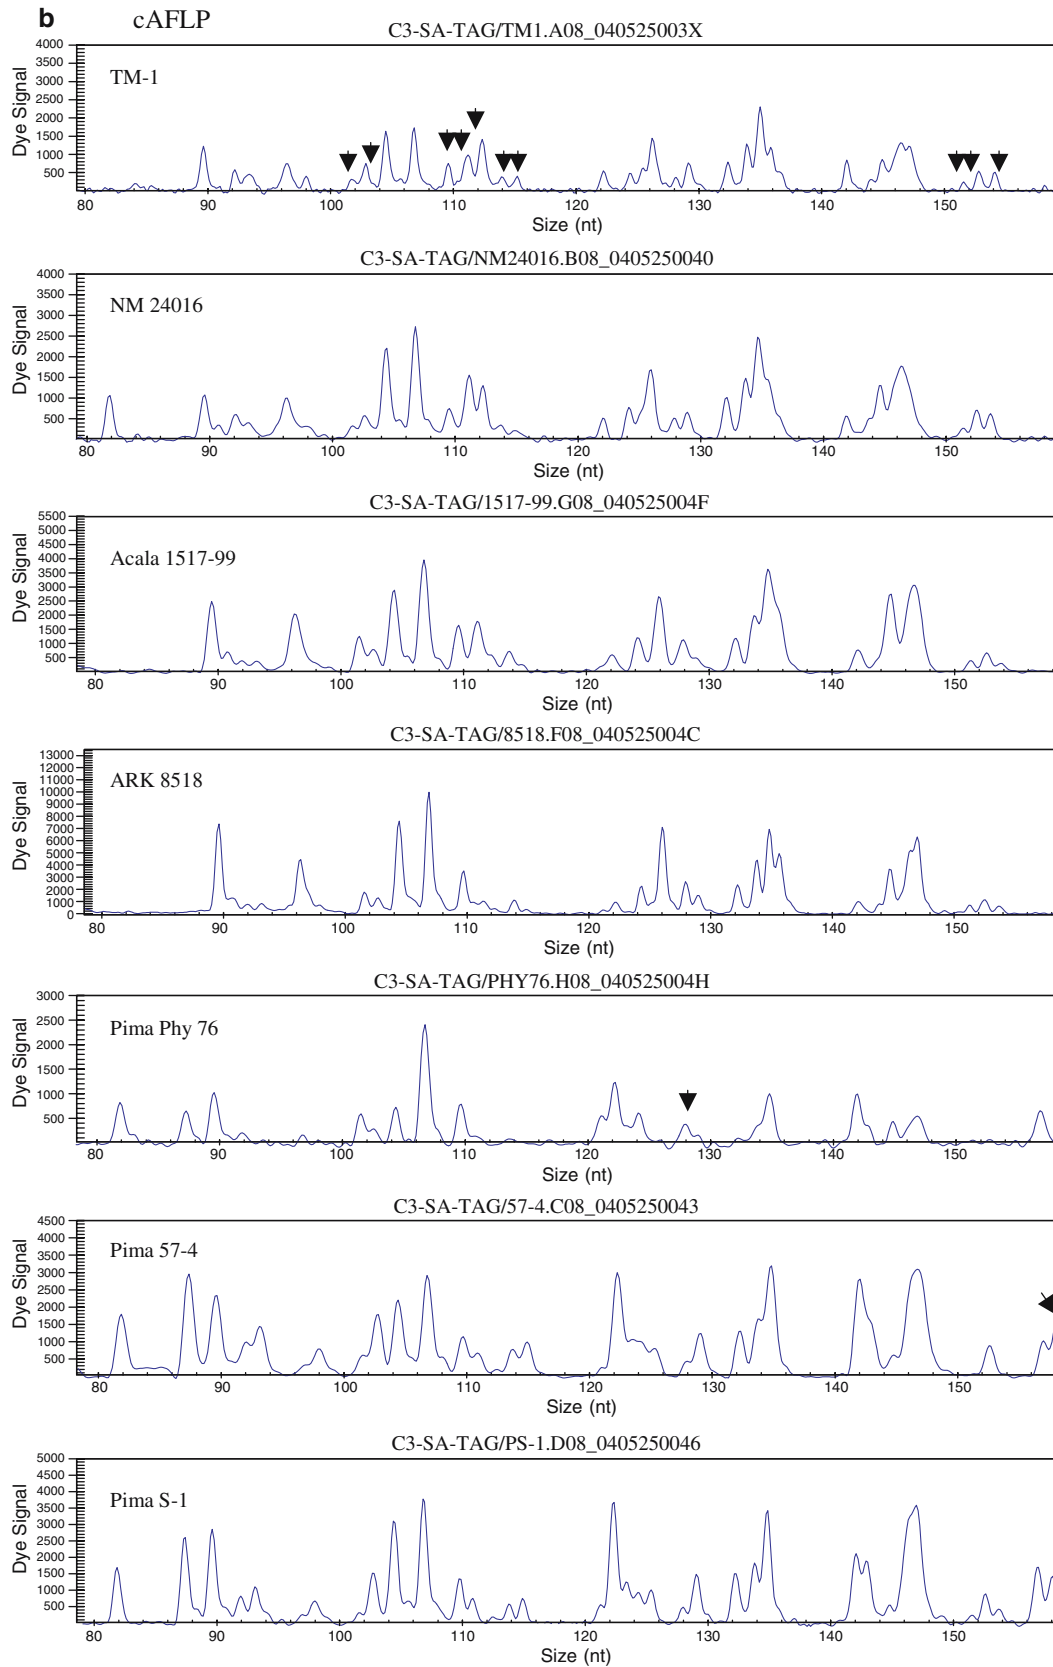 b cAFLP
C3-SA-TAG/TM1.A08_040525003X
TM-1
Dye Signal
4000
3500
3000
2500
2000
1500
1000
500
80 90 100 110 120 130 140 150
Size (nt)
C3-SA-TAG/NM24016.B08_0405250040
NM 24016
Dye Signal
4000
3500
3000
2500
2000
1500
1000
500
80 90 100 110 120 130 140 150
Size (nt)
C3-SA-TAG/1517-99.G08_040525004F
Acala 1517-99
Dye Signal
5500
5000
4500
4000
3500
3000
2500
2000
1500
1000
500
80 90 100 110 120 130 140 150
Size (nt)
C3-SA-TAG/8518.F08_040525004C
ARK 8518
Dye Signal
13000
12000
11000
10000
9000
8000
7000
6000
5000
4000
3000
2000
1000
0
80 90 100 110 120 130 140 150
Size (nt)
C3-SA-TAG/PHY76.H08_040525004H
Pima Phy 76
Dye Signal
3000
2500
2000
1500
1000
500
80 90 100 110 120 130 140 150
Size (nt)
C3-SA-TAG/57-4.C08_0405250043
Pima 57-4
Dye Signal
4500
4000
3500
3000
2500
2000
1500
1000
500
80 90 100 110 120 130 140 150
Size (nt)
C3-SA-TAG/PS-1.D08_0405250046
Pima S-1
Dye Signal
5000
4500
4000
3500
3000
2500
2000
1500
1000
500
80 90 100 110 120 130 140 150
Size (nt)